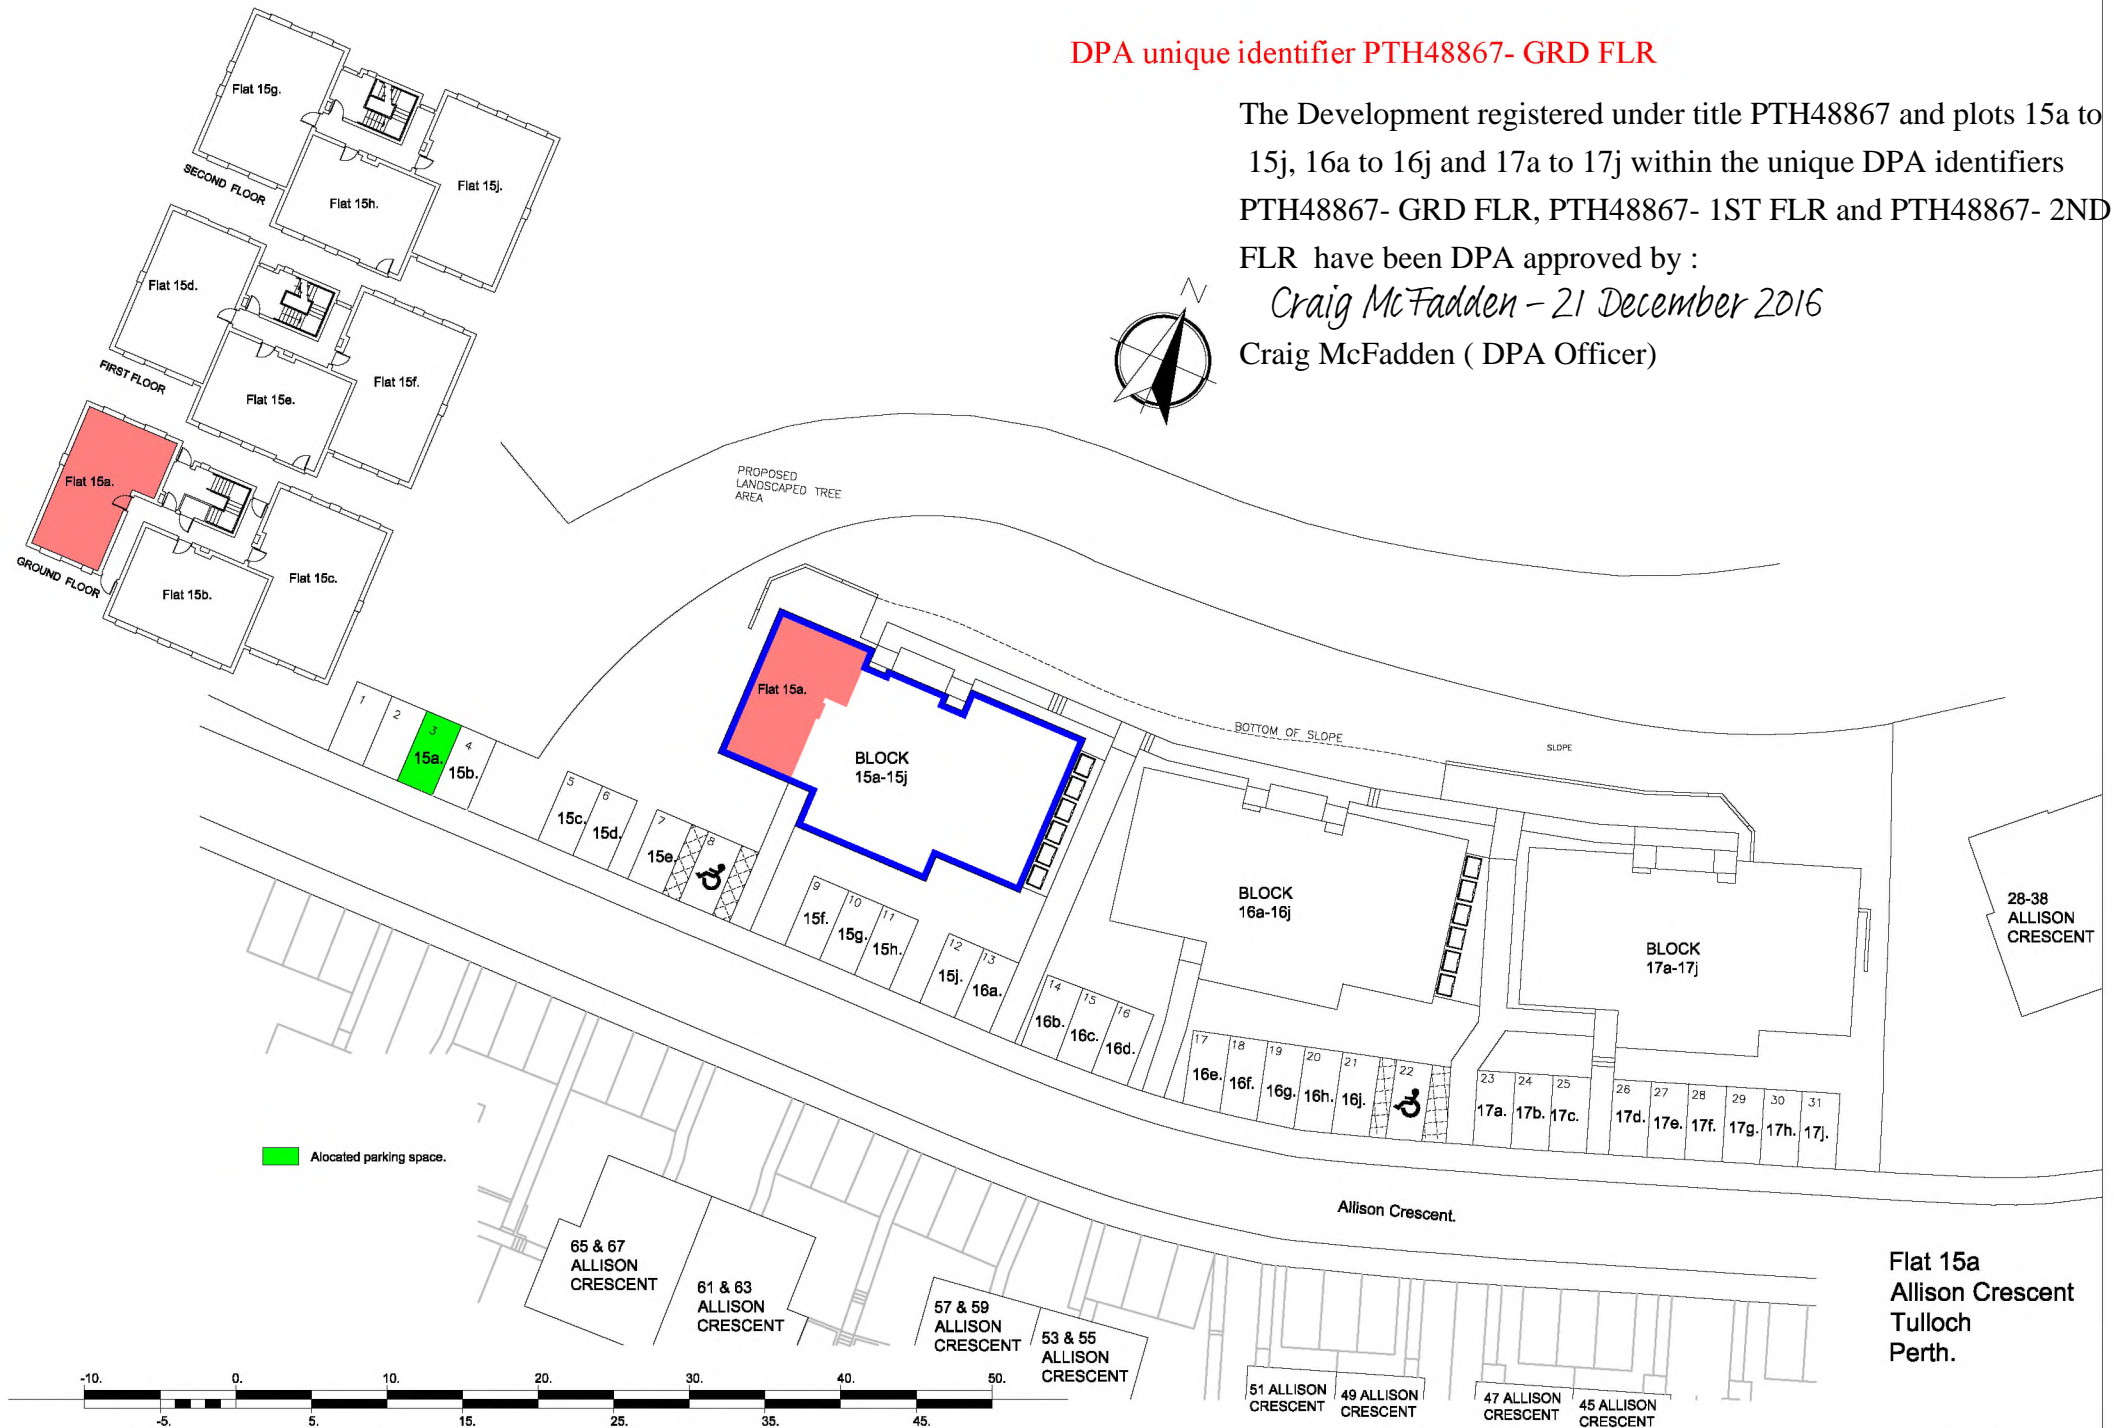 DPA unique identifier PTH48867- GRD FLR
The Development registered under title PTH48867 and plots 15a to
15j, 16a to 16j and 17a to 17j within the unique DPA identifiers
PTH48867- GRD FLR, PTH48867- 1ST FLR and PTH48867- 2ND
FLR have been DPA approved by :
Craig McFadden – 21 December 2016
Craig McFadden ( DPA Officer)
N
Flat 15g.
Flat 15h.
Flat 15j.
SECOND FLOOR
Flat 15d.
Flat 15e.
Flat 15f.
FIRST FLOOR
Flat 15a.
Flat 15b.
Flat 15c.
GROUND FLOOR
PROPOSED
LANDSCAPED TREE
AREA
Flat 15a.
BLOCK
15a-15j
BOTTOM OF SLOPE
SLOPE
BLOCK
16a-16j
BLOCK
17a-17j
28-38
ALLISON
CRESCENT
1
2
3
15a.
4
15b.
5
15c.
6
15d.
7
15e.
8
9
15f.
10
15g.
11
15h.
12
15j.
13
16a.
14
16b.
15
16c.
16
16d.
17
16e.
18
16f.
19
16g.
20
16h.
21
16j.
22
23
17a.
24
17b.
25
17c.
26
17d.
27
17e.
28
17f.
29
17g.
30
17h.
31
17j.
Alocated parking space.
Allison Crescent.
65 & 67
ALLISON
CRESCENT
61 & 63
ALLISON
CRESCENT
57 & 59
ALLISON
CRESCENT
53 & 55
ALLISON
CRESCENT
51 ALLISON
CRESCENT
49 ALLISON
CRESCENT
47 ALLISON
CRESCENT
45 ALLISON
CRESCENT
Flat 15a
Allison Crescent
Tulloch
Perth.
-10. 0. 10. 20. 30. 40. 50.
-5. 5. 15. 25. 35. 45.